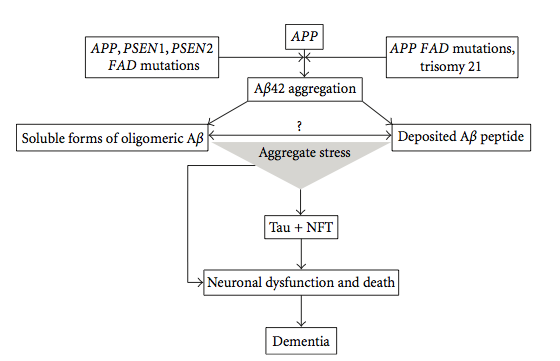 APP
APP, PSEN1, PSEN2
FAD mutations
APP FAD mutations,
trisomy 21
Aβ42 aggregation
?
Soluble forms of oligomeric Aβ
Deposited Aβ peptide
Aggregate stress
Tau + NFT
Neuronal dysfunction and death
Dementia